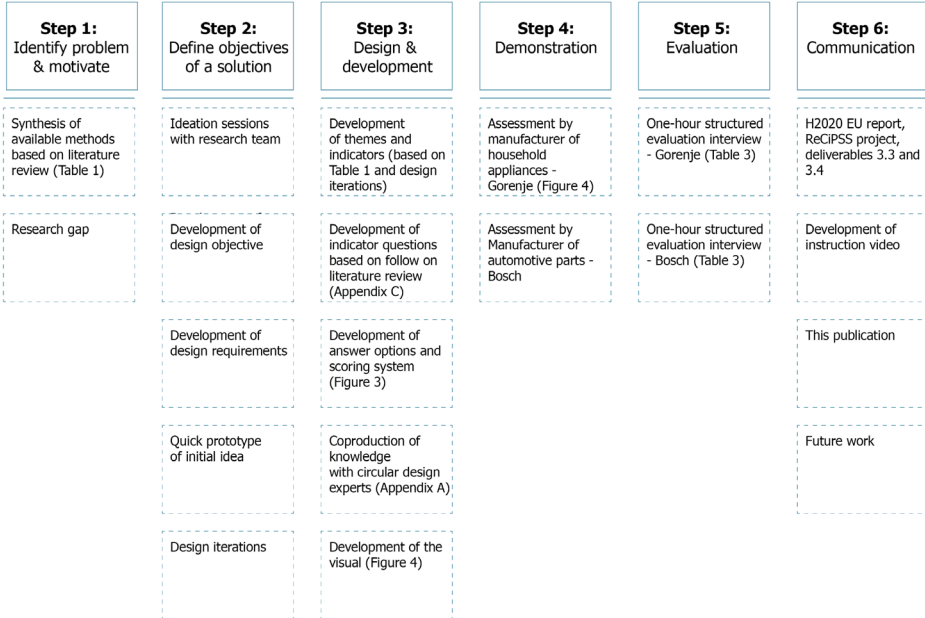 Step 1:
Identify problem
& motivate
Synthesis of
available methods
based on literature
review (Table 1)
Research gap
Step 2:
Define objectives
of a solution
Ideation sessions
with research team
Development of
design objective
Development of
design requirements
Quick prototype
of initial idea
Design iterations
Step 3:
Design &
development
Development
of themes and
indicators (based on
Table 1 and design
iterations)
Development of
indicator questions
based on follow on
literature review
(Appendix C)
Development of
answer options and
scoring system
(Figure 3)
Coproduction of
knowledge
with circular design
experts (Appendix A)
Development of the
visual (Figure 4)
Step 4:
Demonstration
Assessment by
manufacturer of
household
appliances -
Gorenje (Figure 4)
Assessment by
Manufacturer of
automotive parts -
Bosch
Step 5:
Evaluation
One-hour structured
evaluation interview
- Gorenje (Table 3)
One-hour structured
evaluation interview
- Bosch (Table 3)
Step 6:
Communication
H2020 EU report,
ReCiPSS project,
deliverables 3.3 and
3.4
Development of
instruction video
This publication
Future work